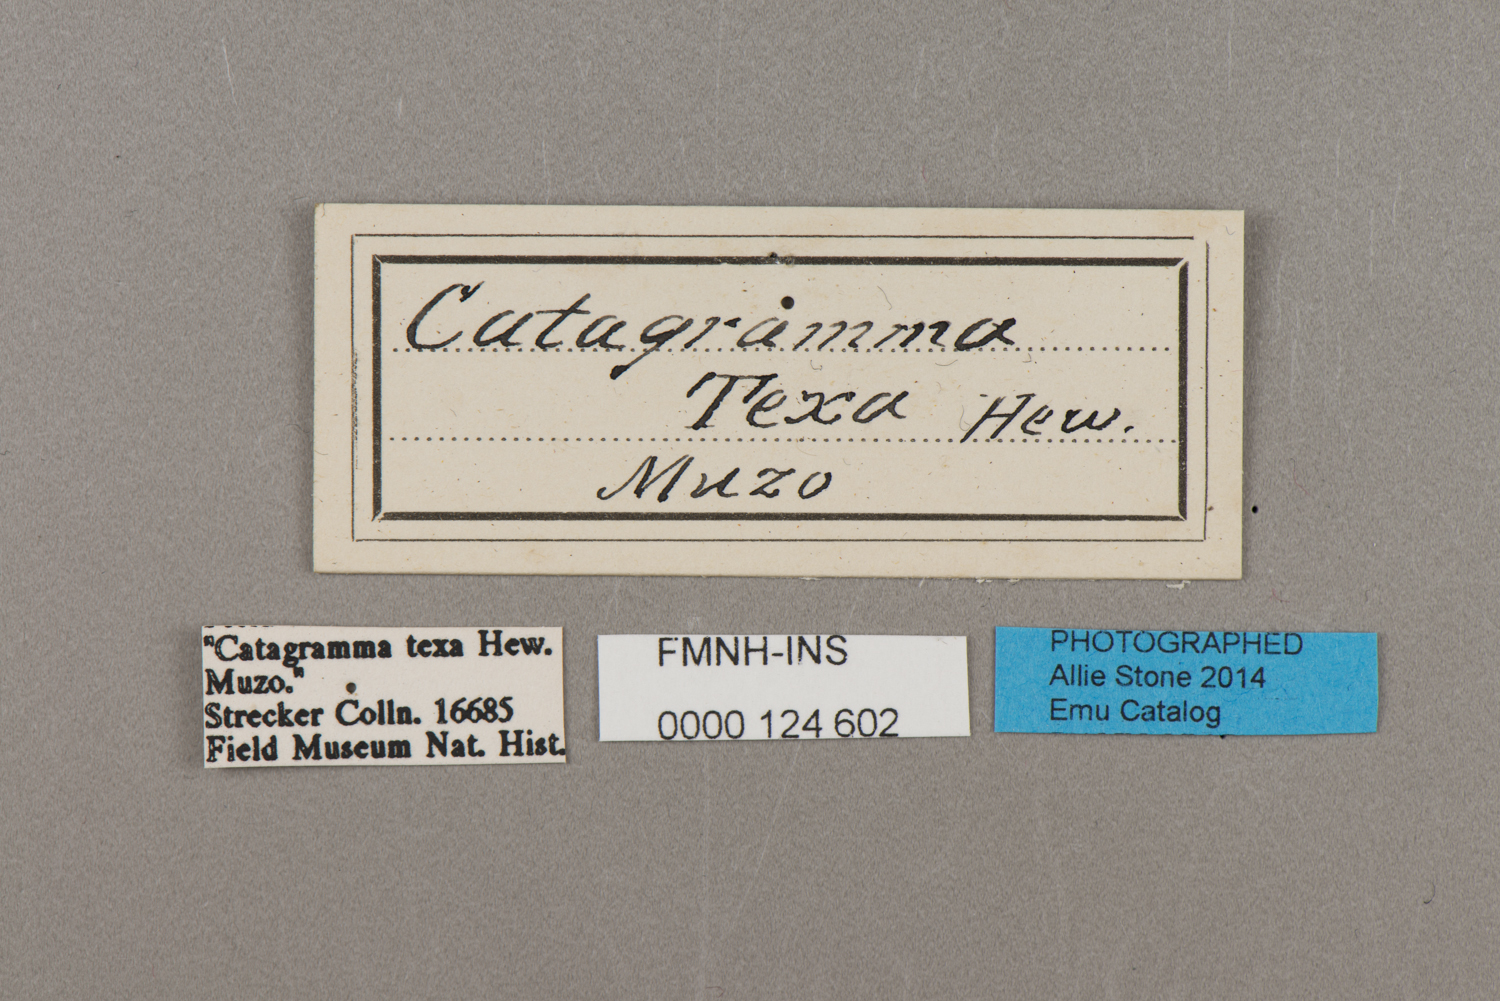 Catagramma
Texa Hew.
Muzo
"Catagramma texa Hew.
Muzo."
Strecker Colln. 16685
Field Museum Nat. Hist.
FMNH-INS
0000 124 602
PHOTOGRAPHED
Allie Stone 2014
Emu Catalog